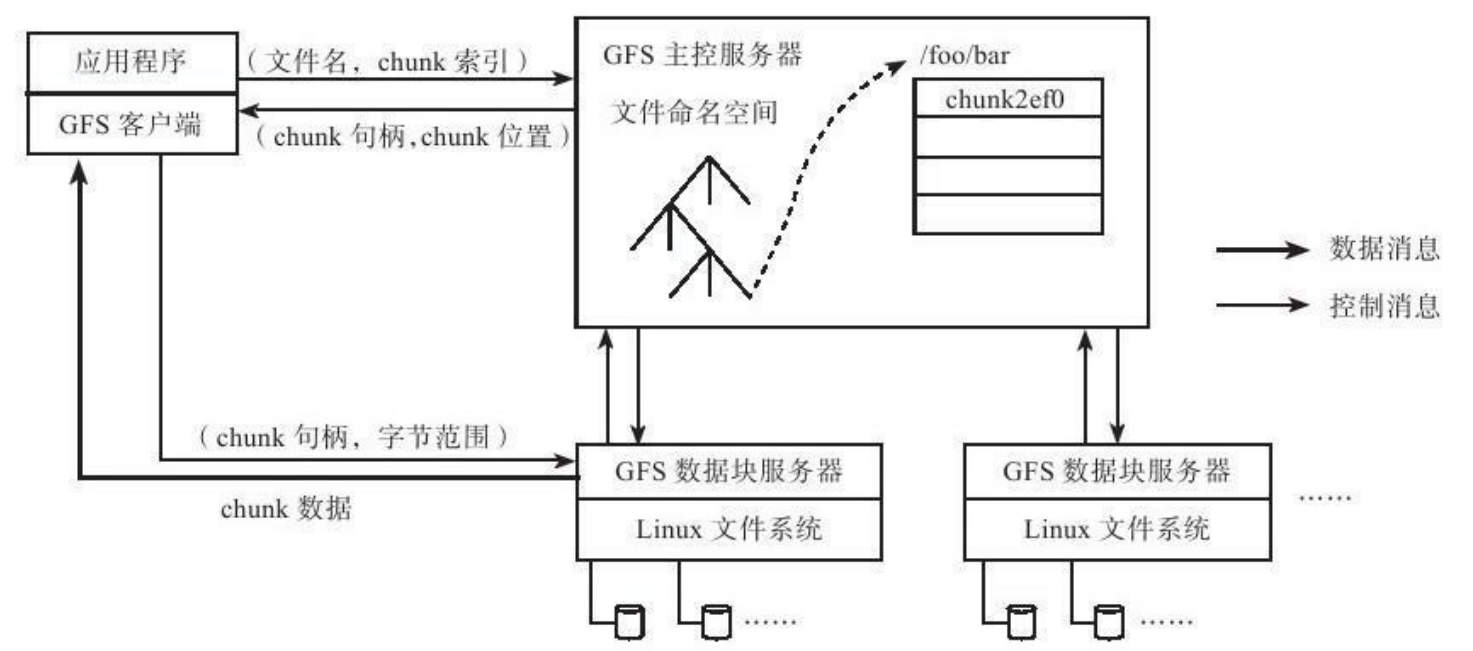 应用程序
GFS 客户端
（文件名，chunk 索引）
（chunk 句柄,chunk 位置）
GFS 主控服务器
文件命名空间
/foo/bar
chunk2ef0
数据消息
控制消息
（chunk 句柄，字节范围）
chunk 数据
GFS 数据块服务器
Linux 文件系统
……
GFS 数据块服务器
Linux 文件系统
……
……